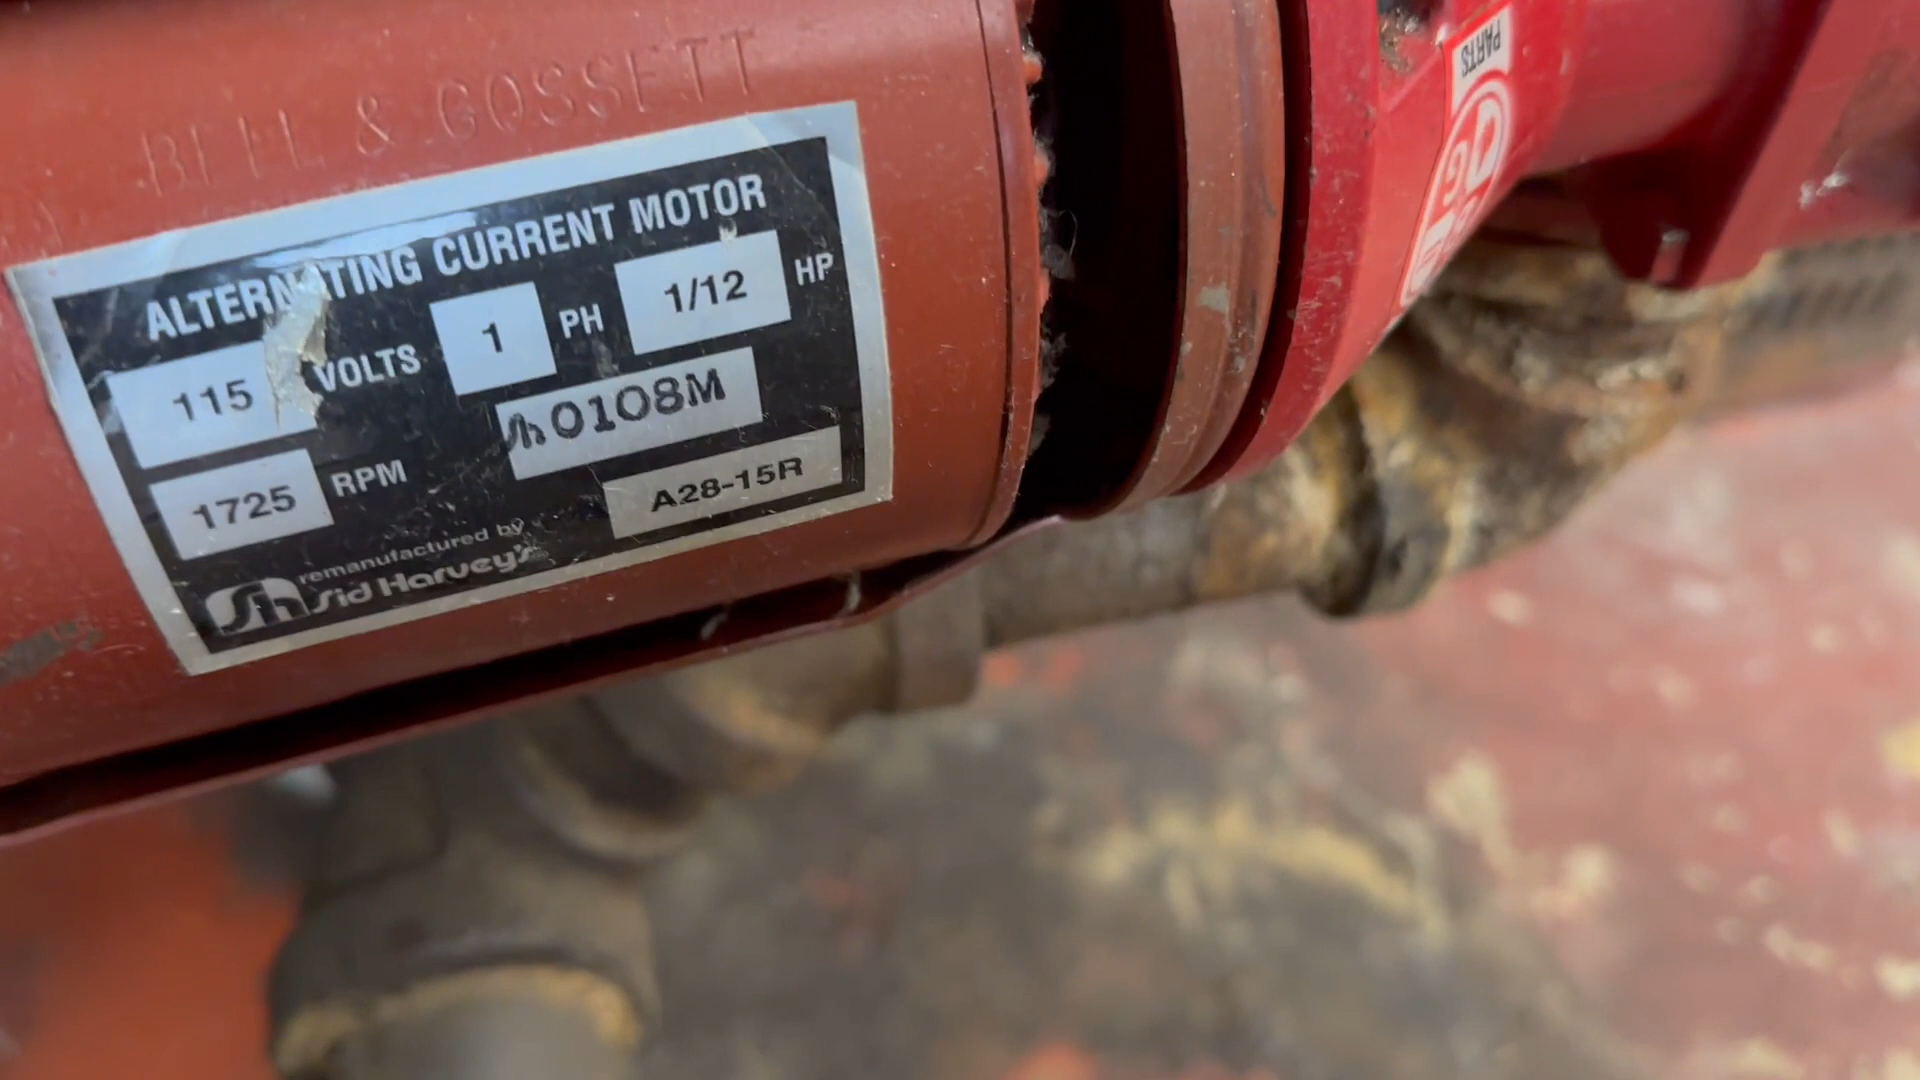 BELL & GOSSETT
ALTERNATING CURRENT MOTOR
115 VOLTS 1 PH 1/12 HP
1725 RPM 0108M
A28-15R
remanufactured by
Sid Harvey's
PARTS